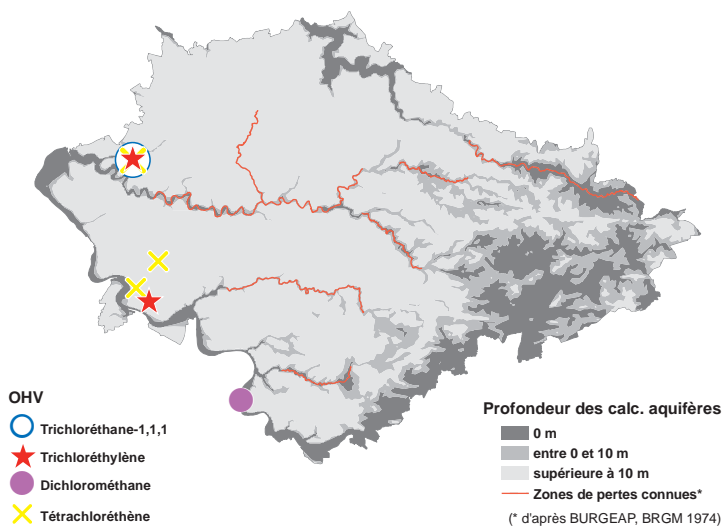 OHV
Trichloréthane-1,1,1
Trichloréthylène
Dichlorométhane
Tétrachloréthène
Profondeur des calc. aquifères
0 m
entre 0 et 10 m
supérieure à 10 m
Zones de pertes connues*
(* d'après BURGEAP, BRGM 1974)